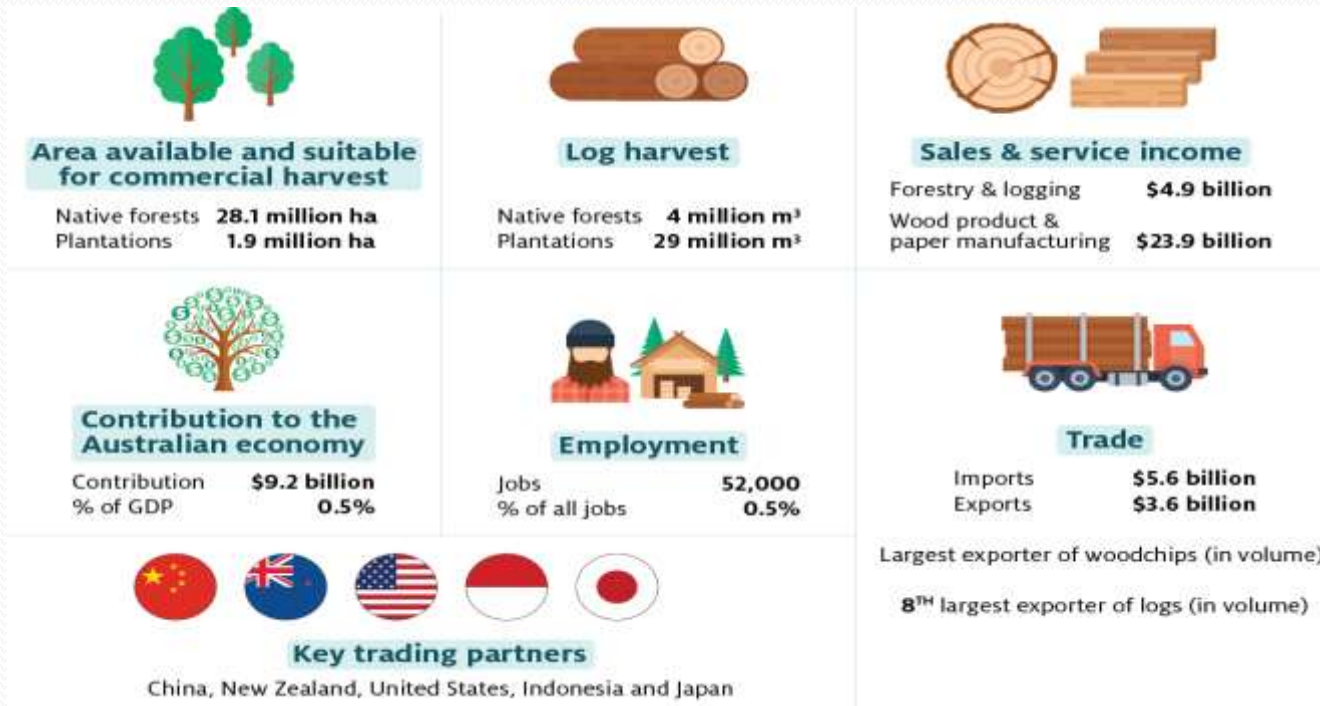 Area available and suitable
for commercial harvest
Native forests 28.1 million ha
Plantations 1.9 million ha
Log harvest
Native forests 4 million m³
Plantations 29 million m³
Sales & service income
Forestry & logging $4.9 billion
Wood product &
paper manufacturing $23.9 billion
Contribution to the
Australian economy
Contribution $9.2 billion
% of GDP 0.5%
Employment
Jobs 52,000
% of all jobs 0.5%
Trade
Imports $5.6 billion
Exports $3.6 billion
Largest exporter of woodchips (in volume)
8TH largest exporter of logs (in volume)
Key trading partners
China, New Zealand, United States, Indonesia and Japan